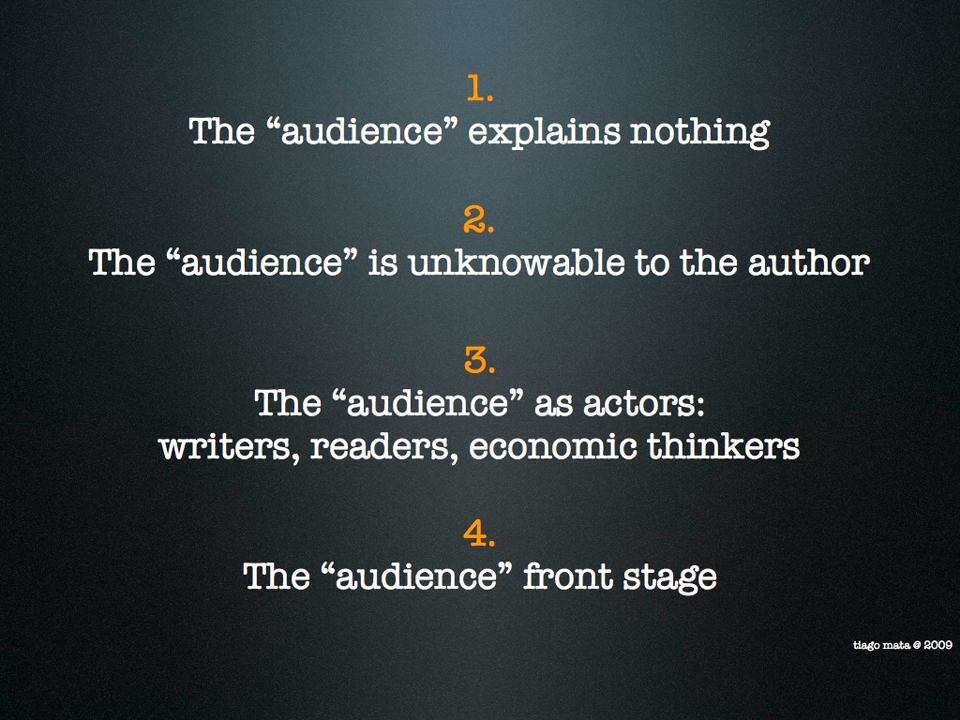 1.
The “audience” explains nothing
2.
The “audience” is unknowable to the author
3.
The “audience” as actors:
writers, readers, economic thinkers
4.
The “audience” front stage
tiago mata @ 2009